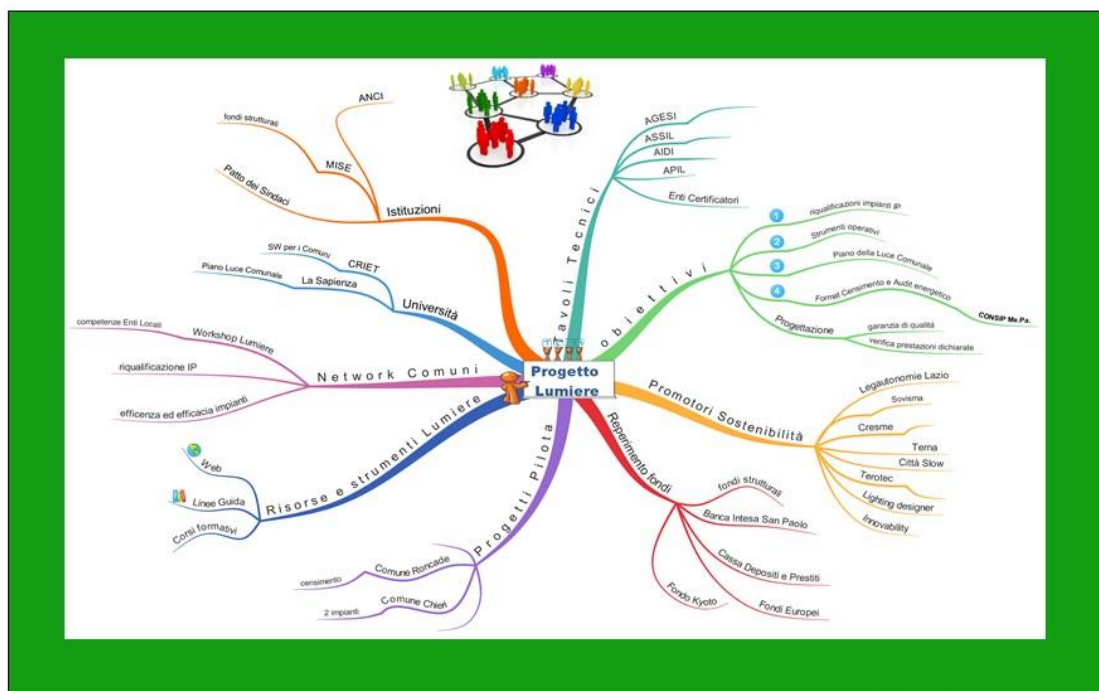 Progetto
Lumiere
Tavoli Tecnici
AGESI
ASSIL
AIDI
APIL
Enti Certificatori
obiettivi
1
riqualificazioni impianti IP
2
Strumenti operativi
3
Piano della Luce Comunale
4
Format Censimento e Audit energetico
CONSIP Me.Pa.
Progettazione
garanzia di qualità
verifica prestazioni dichiarate
Promotori Sostenibilità
Legautonomie Lazio
Sovisma
Cresme
Terna
Città Slow
Terotec
Lighting designer
Innovability
Reperimento fondi
fondi strutturali
Banca Intesa San Paolo
Cassa Depositi e Prestiti
Fondi Europei
Fondo Kyoto
Progetti Pilota
Comune Roncade
censimento
Comune Chieri
2 impianti
Risorse e strumenti Lumiere
Web
Linee Guida
Corsi formativi
Network Comuni
Workshop Lumiere
competenze Enti Locali
riqualificazione IP
efficenza ed efficacia impianti
Università
CRIET
SW per i Comuni
La Sapienza
Piano Luce Comunale
Istituzioni
ANCI
MISE
fondi strutturali
Patto dei Sindaci